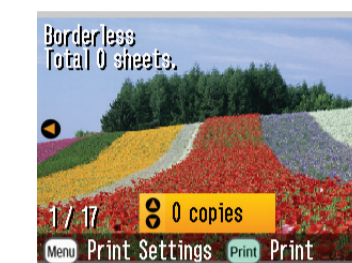 Borderless
Total 0 sheets.
1/17
0 copies
Menu Print Settings Print Print